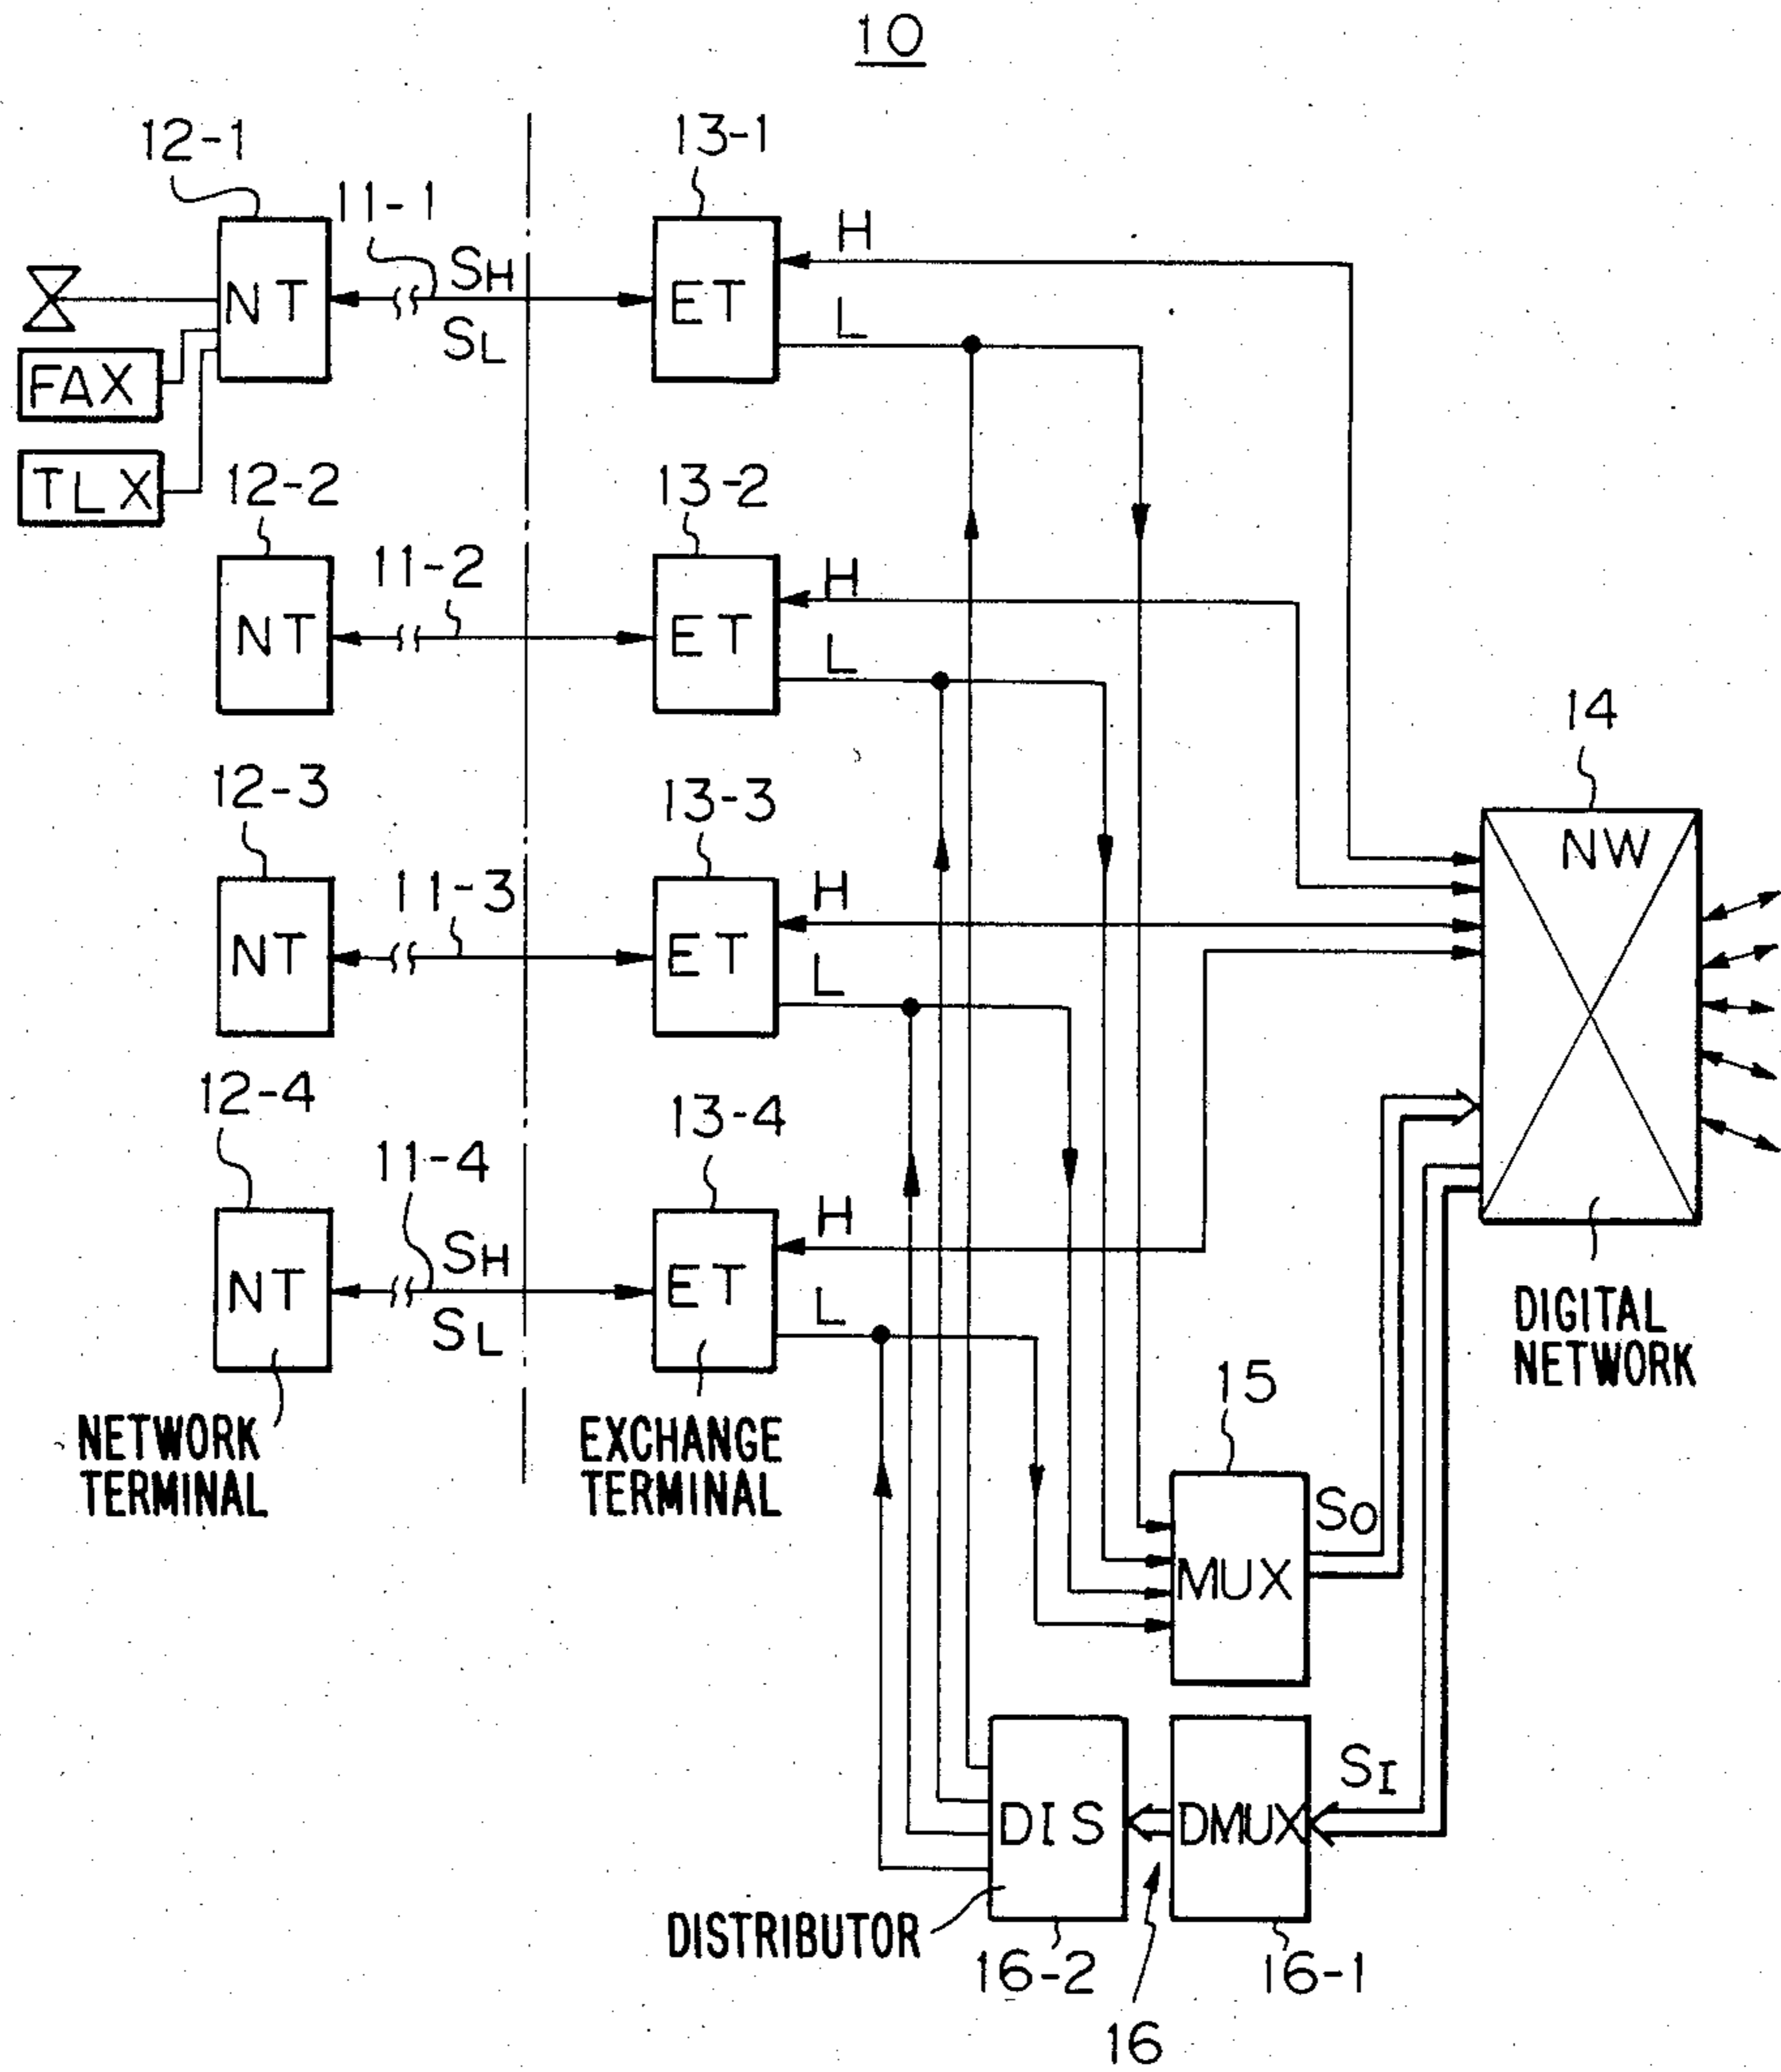 10
12-1
13-1
11-1
SH
H
NT
ET
SL
L
FAX
TLX
12-2
13-2
11-2
H
NT
ET
L
14
12-3
13-3
NW
11-3
H
NT
ET
L
12-4
13-4
11-4
SH
H
NT
ET
SL
L
DIGITAL
NETWORK
15
NETWORK
TERMINAL
EXCHANGE
TERMINAL
SO
MUX
SI
DIS
DMUX
DISTRIBUTOR
16-2
16-1
16